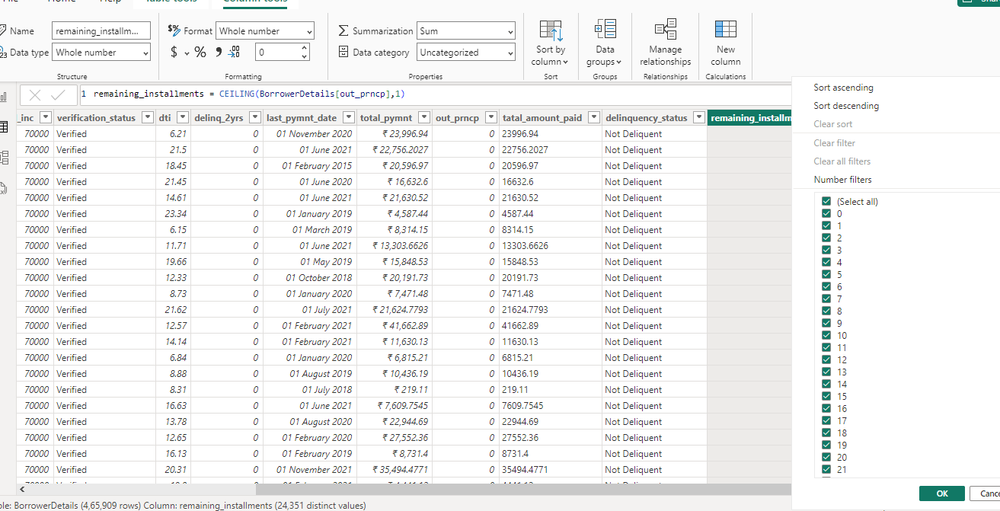 Home Help Table tools Column tools
Name remaining_installm... $% Format Whole number Summarization Sum Sort by column Data groups Manage relationships New column
Data type Whole number $ % 0 Data category Uncategorized
Structure Formatting Properties Sort Groups Relationships Calculations
1 remaining_installments = CEILING(BorrowerDetails[out_prncp],1)
_inc verification_status dti delinq_2yrs last_pymnt_date total_pymnt out_prncp tatal_amount_paid delinquency_status remaining_installm
70000 Verified 6.21 0 01 November 2020 ₹ 23,996.94 0 23996.94 Not Deliquent
70000 Verified 21.5 0 01 June 2021 ₹ 22,756.2027 0 22756.2027 Not Deliquent
70000 Verified 18.45 0 01 February 2015 ₹ 20,596.97 0 20596.97 Not Deliquent
70000 Verified 21.45 0 01 June 2020 ₹ 16,632.6 0 16632.6 Not Deliquent
70000 Verified 14.61 0 01 June 2021 ₹ 21,630.52 0 21630.52 Not Deliquent
70000 Verified 23.34 0 01 January 2019 ₹ 4,587.44 0 4587.44 Not Deliquent
70000 Verified 6.15 0 01 March 2019 ₹ 8,314.15 0 8314.15 Not Deliquent
70000 Verified 11.71 0 01 June 2021 ₹ 13,303.6626 0 13303.6626 Not Deliquent
70000 Verified 19.66 0 01 May 2019 ₹ 15,848.53 0 15848.53 Not Deliquent
70000 Verified 12.33 0 01 October 2018 ₹ 20,191.73 0 20191.73 Not Deliquent
70000 Verified 8.73 0 01 January 2020 ₹ 7,471.48 0 7471.48 Not Deliquent
70000 Verified 21.62 0 01 July 2021 ₹ 21,624.7793 0 21624.7793 Not Deliquent
70000 Verified 12.57 0 01 February 2021 ₹ 41,662.89 0 41662.89 Not Deliquent
70000 Verified 14.14 0 01 February 2021 ₹ 11,630.13 0 11630.13 Not Deliquent
70000 Verified 6.84 0 01 January 2020 ₹ 6,815.21 0 6815.21 Not Deliquent
70000 Verified 8.88 0 01 August 2019 ₹ 10,436.19 0 10436.19 Not Deliquent
70000 Verified 8.31 0 01 July 2018 ₹ 219.11 0 219.11 Not Deliquent
70000 Verified 16.63 0 01 June 2021 ₹ 7,609.7545 0 7609.7545 Not Deliquent
70000 Verified 13.78 0 01 August 2020 ₹ 22,944.69 0 22944.69 Not Deliquent
70000 Verified 12.65 0 01 February 2020 ₹ 27,552.36 0 27552.36 Not Deliquent
70000 Verified 16.13 0 01 February 2019 ₹ 8,731.4 0 8731.4 Not Deliquent
70000 Verified 20.31 0 01 November 2021 ₹ 35,494.4771 0 35494.4771 Not Deliquent
ole: BorrowerDetails (4,65,909 rows) Column: remaining_installments (24,351 distinct values)
Sort ascending
Sort descending
Clear sort
Clear filter
Clear all filters
Number filters
(Select all)
0
1
2
3
4
5
6
7
8
9
10
11
12
13
14
15
16
17
18
19
20
21
OK Canc